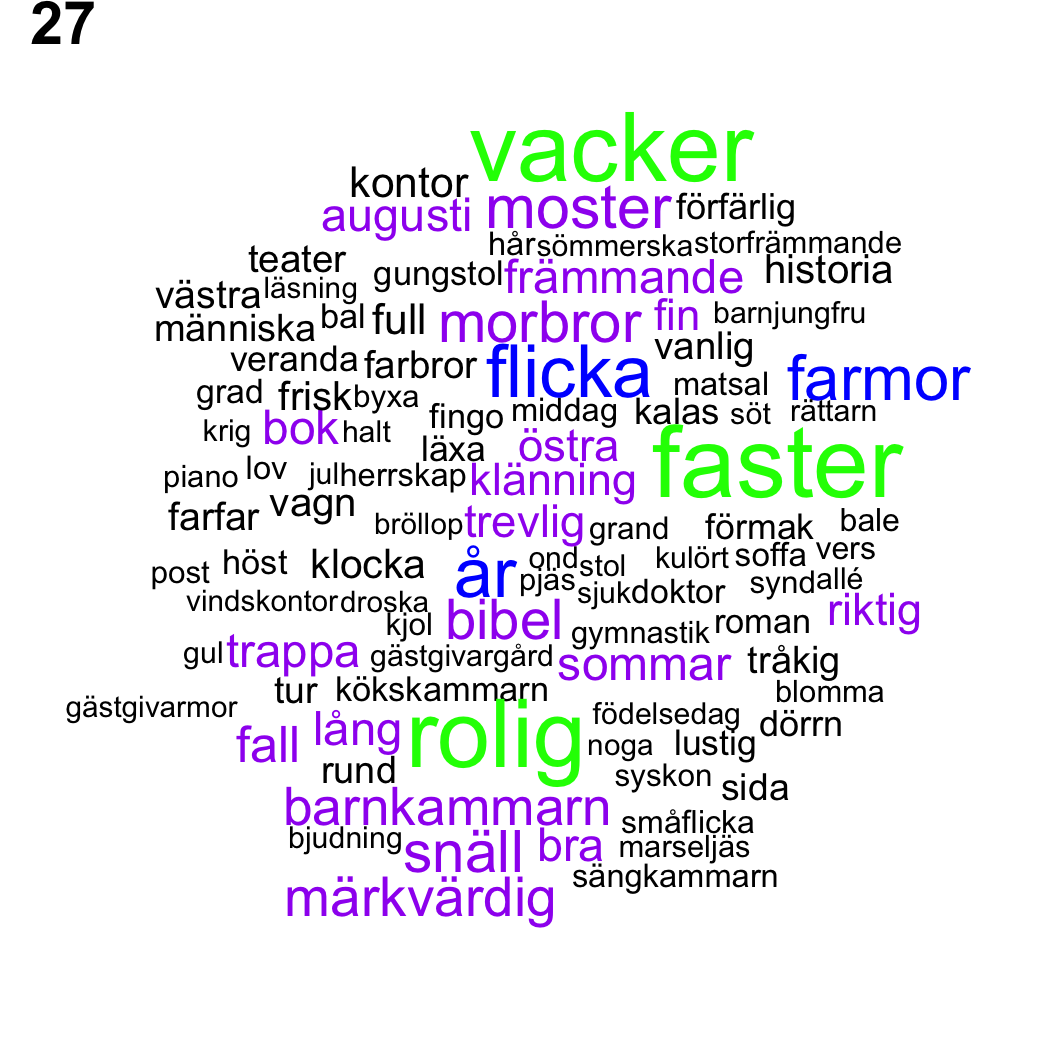 27
vacker
kontor
augusti moster förfärlig
hår sömmerska storfrämmande
teater gungstol främmande historia
västra läsning
människa bal full morbror fin barnjungfru
veranda farbror flicka vanlig
grad frisk byxa matsal farmor
krig bok halt fingo middag kalas söt rättarn
läxa östra faster
piano lov julherrskap klänning
farfar vagn bröllop trevlig grand förmak bale
post höst klocka år ond stol kulört soffa vers
pjäs sjuk doktor synd allé
vindskontor droska
kjol bibel gymnastik roman riktig
gul trappa gästgivargård sommar tråkig
tur kökskammarn blomma
gästgivarmor
fall lång rolig födelsedag dörrn
noga lustig
rund syskon sida
barnkammarn småflicka
bjudning snäll bra marseljäs
märkvärdig sängkammarn